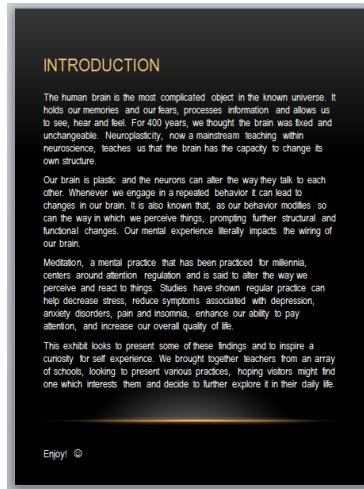 INTRODUCTION
The human brain is the most complicated object in the known universe. It
holds our memories and our fears, processes information and allows us
to see, hear and feel. For 400 years, we thought the brain was fixed and
unchangeable. Neuroplasticity, now a mainstream teaching within
neuroscience, teaches us that the brain has the capacity to change its
own structure.
Our brain is plastic and the neurons can alter the way they talk to each
other. Whenever we engage in a repeated behavior it can lead to
changes in our brain. It is also known that, as our behavior modifies so
can the way in which we perceive things, prompting further structural and
functional changes. Our mental experience literally impacts the wiring of
our brain.
Meditation, a mental practice that has been practiced for millennia,
centers around attention regulation and is said to alter the way we
perceive and react to things. Studies have shown regular practice can
help decrease stress, reduce symptoms associated with depression,
anxiety disorders, pain and insomnia, enhance our ability to pay
attention, and increase our overall quality of life.
This exhibit looks to present some of these findings and to inspire a
curiosity for self experience. We brought together teachers from an array
of schools, looking to present various practices, hoping visitors might find
one which interests them and decide to further explore it in their daily life.
Enjoy! ☺